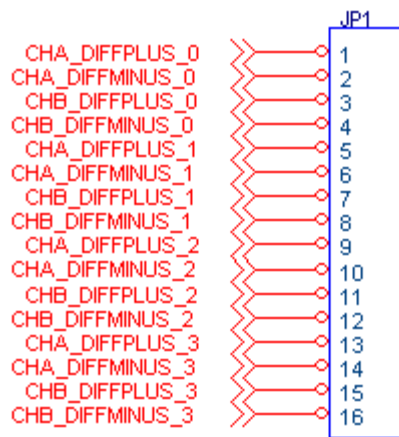 JP1
CHA_DIFFPLUS_0 1
CHA_DIFFMINUS_0 2
CHB_DIFFPLUS_0 3
CHB_DIFFMINUS_0 4
CHA_DIFFPLUS_1 5
CHA_DIFFMINUS_1 6
CHB_DIFFPLUS_1 7
CHB_DIFFMINUS_1 8
CHA_DIFFPLUS_2 9
CHA_DIFFMINUS_2 10
CHB_DIFFPLUS_2 11
CHB_DIFFMINUS_2 12
CHA_DIFFPLUS_3 13
CHA_DIFFMINUS_3 14
CHB_DIFFPLUS_3 15
CHB_DIFFMINUS_3 16